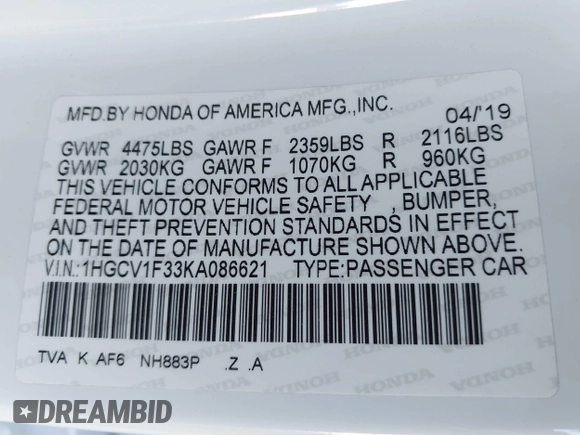 MFD.BY HONDA OF AMERICA MFG.,INC. 04/'19
GVWR 4475LBS GAWR F 2359LBS R 2116LBS
GVWR 2030KG GAWR F 1070KG R 960KG
THIS VEHICLE CONFORMS TO ALL APPLICABLE
FEDERAL MOTOR VEHICLE SAFETY , BUMPER,
AND THEFT PREVENTION STANDARDS IN EFFECT
ON THE DATE OF MANUFACTURE SHOWN ABOVE.
V.I.N.:1HGCV1F33KA086621 TYPE:PASSENGER CAR
TVA K AF6 NH883P .Z .A
DREAMBID